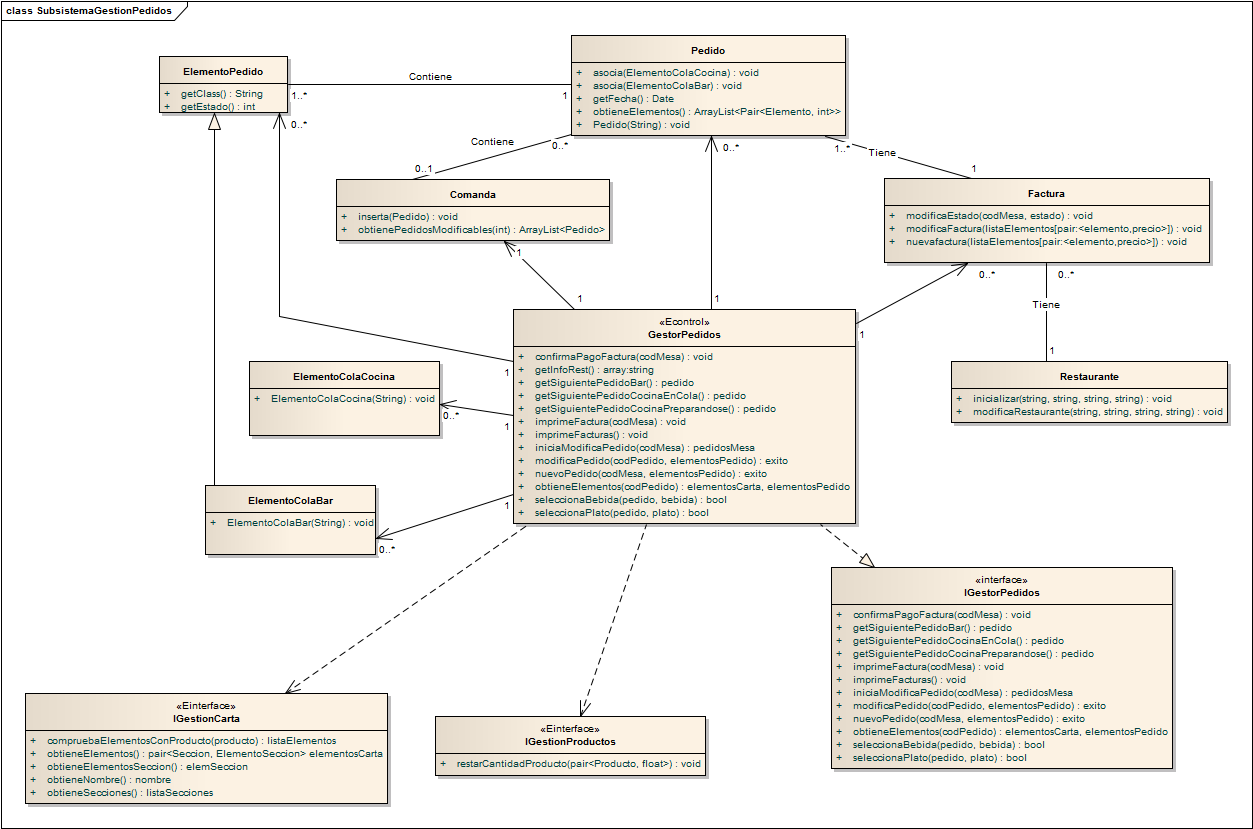 class SubsistemaGestionPedidos
Pedido
+ asocia(ElementoColaCocina) : void
+ asocia(ElementoColaBar) : void
+ getFecha() : Date
+ obtieneElementos() : ArrayList<Pair<Elemento, int>>
+ Pedido(String) : void
ElementoPedido
+ getClass() : String
+ getEstado() : int
Contiene
1..*
1
0..*
Contiene
0..*
0..1
0..*
1..*
Tiene
1
Comanda
+ inserta(Pedido) : void
+ obtienePedidosModificables(int) : ArrayList<Pedido>
Factura
+ modificaEstado(codMesa, estado) : void
+ modificaFactura(listaElementos[pair:<elemento,precio>]) : void
+ nuevafactura(listaElementos[pair:<elemento,precio>]) : void
1
1
1
0..*
0..*
Tiene
1
1
«Econtrol»
GestorPedidos
+ confirmaPagoFactura(codMesa) : void
+ getInfoRest() : array:string
+ getSiguientePedidoBar() : pedido
+ getSiguientePedidoCocinaEnCola() : pedido
+ getSiguientePedidoCocinaPreparandose() : pedido
+ imprimeFactura(codMesa) : void
+ imprimeFacturas() : void
+ iniciaModificaPedido(codMesa) : pedidosMesa
+ modificaPedido(codPedido, elementosPedido) : exito
+ nuevoPedido(codMesa, elementosPedido) : exito
+ obtieneElementos(codPedido) : elementosCarta, elementosPedido
+ seleccionaBebida(pedido, bebida) : bool
+ seleccionaPlato(pedido, plato) : bool
1
ElementoColaCocina
+ ElementoColaCocina(String) : void
0..*
1
Restaurante
+ inicializar(string, string, string, string) : void
+ modificaRestaurante(string, string, string, string) : void
ElementoColaBar
+ ElementoColaBar(String) : void
1
0..*
«interface»
IGestorPedidos
+ confirmaPagoFactura(codMesa) : void
+ getSiguientePedidoBar() : pedido
+ getSiguientePedidoCocinaEnCola() : pedido
+ getSiguientePedidoCocinaPreparandose() : pedido
+ imprimeFactura(codMesa) : void
+ imprimeFacturas() : void
+ iniciaModificaPedido(codMesa) : pedidosMesa
+ modificaPedido(codPedido, elementosPedido) : exito
+ nuevoPedido(codMesa, elementosPedido) : exito
+ obtieneElementos(codPedido) : elementosCarta, elementosPedido
+ seleccionaBebida(pedido, bebida) : bool
+ seleccionaPlato(pedido, plato) : bool
«Einterface»
IGestionCarta
+ compruebaElementosConProducto(producto) : listaElementos
+ obtieneElementos() : pair<Seccion, ElementoSeccion> elementosCarta
+ obtieneElementosSeccion() : elemSeccion
+ obtieneNombre() : nombre
+ obtieneSecciones() : listaSecciones
«Einterface»
IGestionProductos
+ restarCantidadProducto(pair<Producto, float>) : void